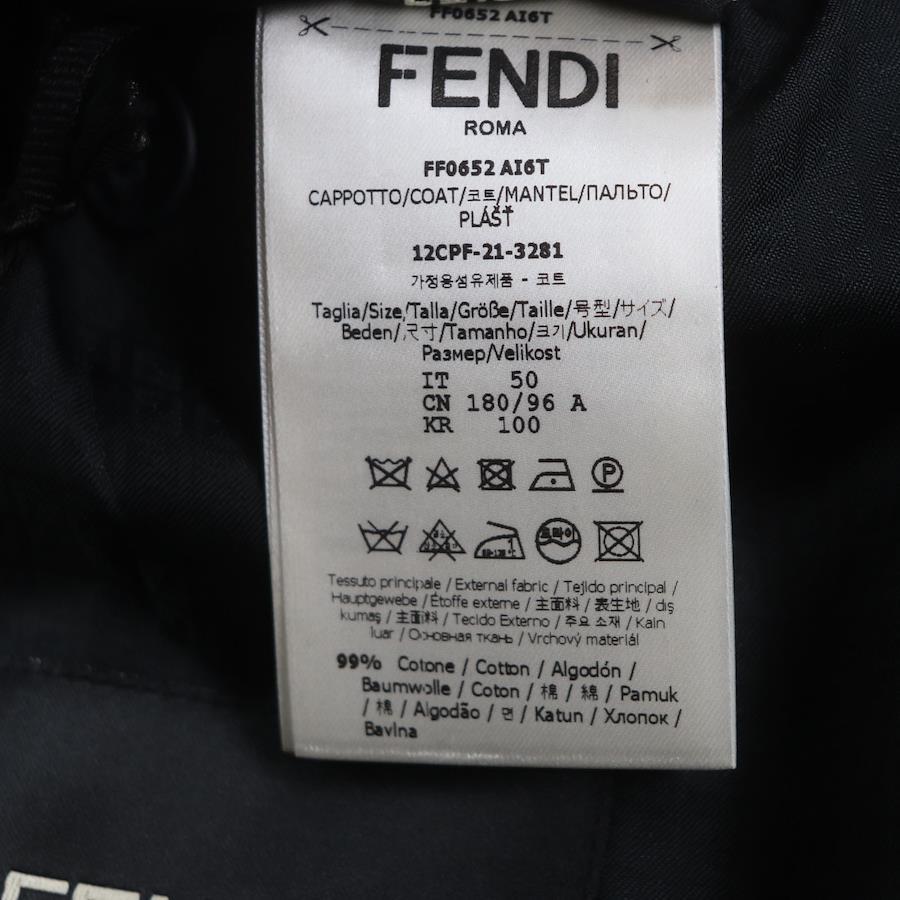 FF0652 AI6T
FENDI
ROMA
FF0652 AI6T
CAPPOTTO/COAT/코트/MANTEL/ПАЛЬТО/
PLÁŠŤ
12CPF-21-3281
가정용섬유제품 - 코트
Taglia/Size/Talla/Größe/Taille/号型/サイズ/
Beden/尺寸/Tamanho/크기/Ukuran/
Размер/Velikost
IT 50
CN 180/96 A
KR 100
P
드라이
Tessuto principale / External fabric / Tejido principal /
Hauptgewebe / Étoffe externe / 主面料 / 表生地 / dış
kumaş / 主面料 / Tecido Externo / 주요 소재 / Kain
luar / Основная ткань / Vrchový materiál
99% Cotone / Cotton / Algodón /
Baumwolle / Coton / 棉 / 綿 / Pamuk
/ 棉 / Algodão / 면 / Katun / Хлопок /
Bavlna